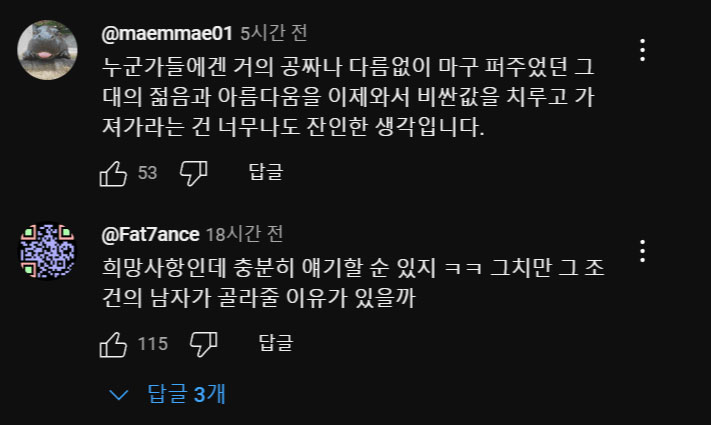 @maemmae01 5시간 전
누군가들에겐 거의 공짜나 다름없이 마구 퍼주었던 그
대의 젊음과 아름다움을 이제와서 비싼값을 치루고 가
져가라는 건 너무나도 잔인한 생각입니다.
53 답글
@Fat7ance 18시간 전
희망사항인데 충분히 얘기할 순 있지 ㅋㅋ 그치만 그 조
건의 남자가 골라줄 이유가 있을까
115 답글
답글 3개